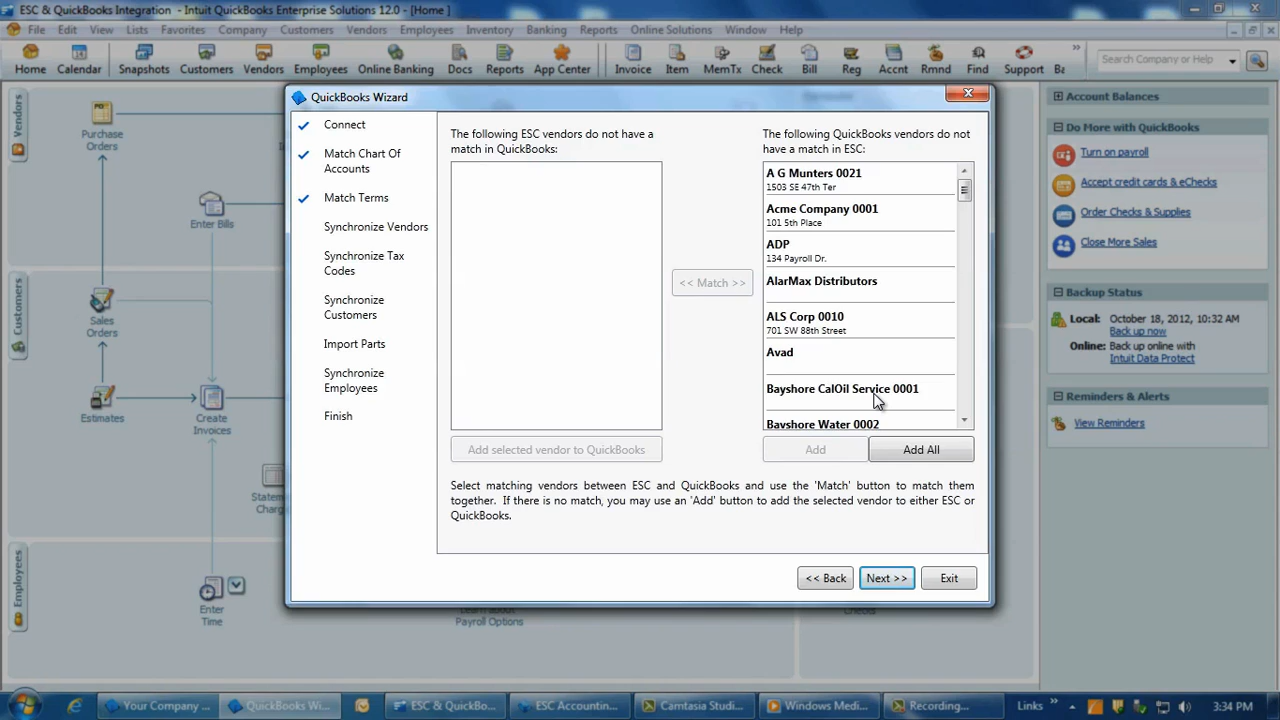 ESC & QuickBooks Integration - Intuit QuickBooks Enterprise Solutions 12.0 - [Home ]
File Edit View Lists Favorites Company Customers Vendors Employees Inventory Banking Reports Online Solutions Window Help
Home Calendar Snapshots Customers Vendors Employees Online Banking Docs Reports App Center Invoice Item MemTx Check Bill Reg Accnt Rmnd Find Support Ba
Search Company or Help
Vendors
Purchase
Orders
Enter Bills
Customers
Sales
Orders
Estimates
Create
Invoices
Employees
Enter
Time
Payroll Options
QuickBooks Wizard
Connect
Match Chart Of
Accounts
Match Terms
Synchronize Vendors
Synchronize Tax
Codes
Synchronize
Customers
Import Parts
Synchronize
Employees
Finish
The following ESC vendors do not have a
match in QuickBooks:
<< Match >>
Add selected vendor to QuickBooks
The following QuickBooks vendors do not
have a match in ESC:
A G Munters 0021
1503 SE 47th Ter
Acme Company 0001
101 5th Place
ADP
134 Payroll Dr.
AlarMax Distributors
ALS Corp 0010
701 SW 88th Street
Avad
Bayshore CalOil Service 0001
Bayshore Water 0002
Add Add All
Select matching vendors between ESC and QuickBooks and use the 'Match' button to match them
together. If there is no match, you may use an 'Add' button to add the selected vendor to either ESC or
QuickBooks.
<< Back Next >> Exit
Account Balances
Do More with QuickBooks
Turn on payroll
Accept credit cards & eChecks
Order Checks & Supplies
Close More Sales
Backup Status
Local: October 18, 2012, 10:32 AM
Back up now
Online: Back up online with
Intuit Data Protect
Reminders & Alerts
View Reminders
Your Company ... QuickBooks Wi... ESC & QuickBo... ESC Accountin... Camtasia Studi... Windows Medi... Recording... Links 3:34 PM